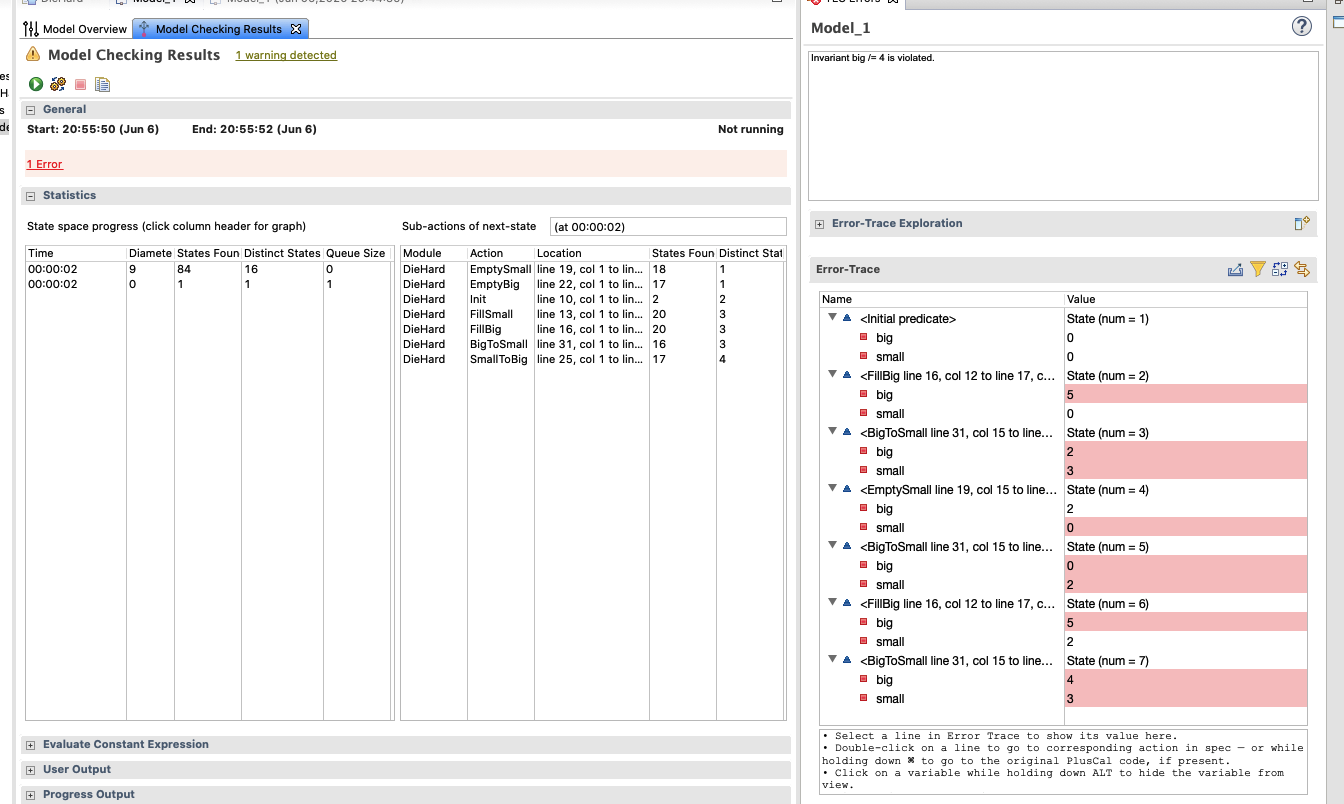 Model Overview
Model Checking Results
Model Checking Results
1 warning detected
General
Start: 20:55:50 (Jun 6) End: 20:55:52 (Jun 6) Not running
1 Error
Statistics
State space progress (click column header for graph)
Time Diamete States Foun Distinct States Queue Size
00:00:02 9 84 16 0
00:00:02 0 1 1 1
Sub-actions of next-state (at 00:00:02)
Module Action Location States Foun Distinct Stat
DieHard EmptySmall line 19, col 1 to lin... 18 1
DieHard EmptyBig line 22, col 1 to lin... 17 1
DieHard Init line 10, col 1 to lin... 2 2
DieHard FillSmall line 13, col 1 to lin... 20 3
DieHard FillBig line 16, col 1 to lin... 20 3
DieHard BigToSmall line 31, col 1 to lin... 16 3
DieHard SmallToBig line 25, col 1 to lin... 17 4
Evaluate Constant Expression
User Output
Progress Output
Model_1
Invariant big /= 4 is violated.
Error-Trace Exploration
Error-Trace
Name Value
<Initial predicate> State (num = 1)
big 0
small 0
<FillBig line 16, col 12 to line 17, c... State (num = 2)
big 5
small 0
<BigToSmall line 31, col 15 to line... State (num = 3)
big 2
small 3
<EmptySmall line 19, col 15 to line... State (num = 4)
big 2
small 0
<BigToSmall line 31, col 15 to line... State (num = 5)
big 0
small 2
<FillBig line 16, col 12 to line 17, c... State (num = 6)
big 5
small 2
<BigToSmall line 31, col 15 to line... State (num = 7)
big 4
small 3
• Select a line in Error Trace to show its value here.
• Double-click on a line to go to corresponding action in spec — or while
holding down ⌘ to go to the original PlusCal code, if present.
• Click on a variable while holding down ALT to hide the variable from
view.